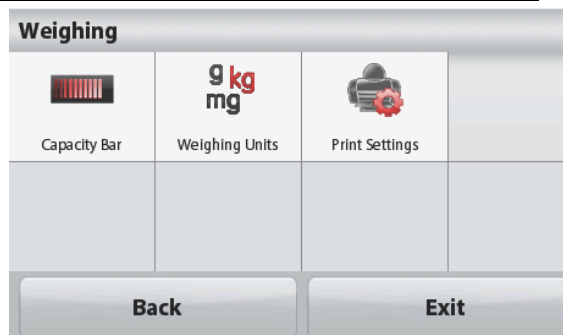 Weighing
g kg
mg
Capacity Bar
Weighing Units
Print Settings
Back
Exit